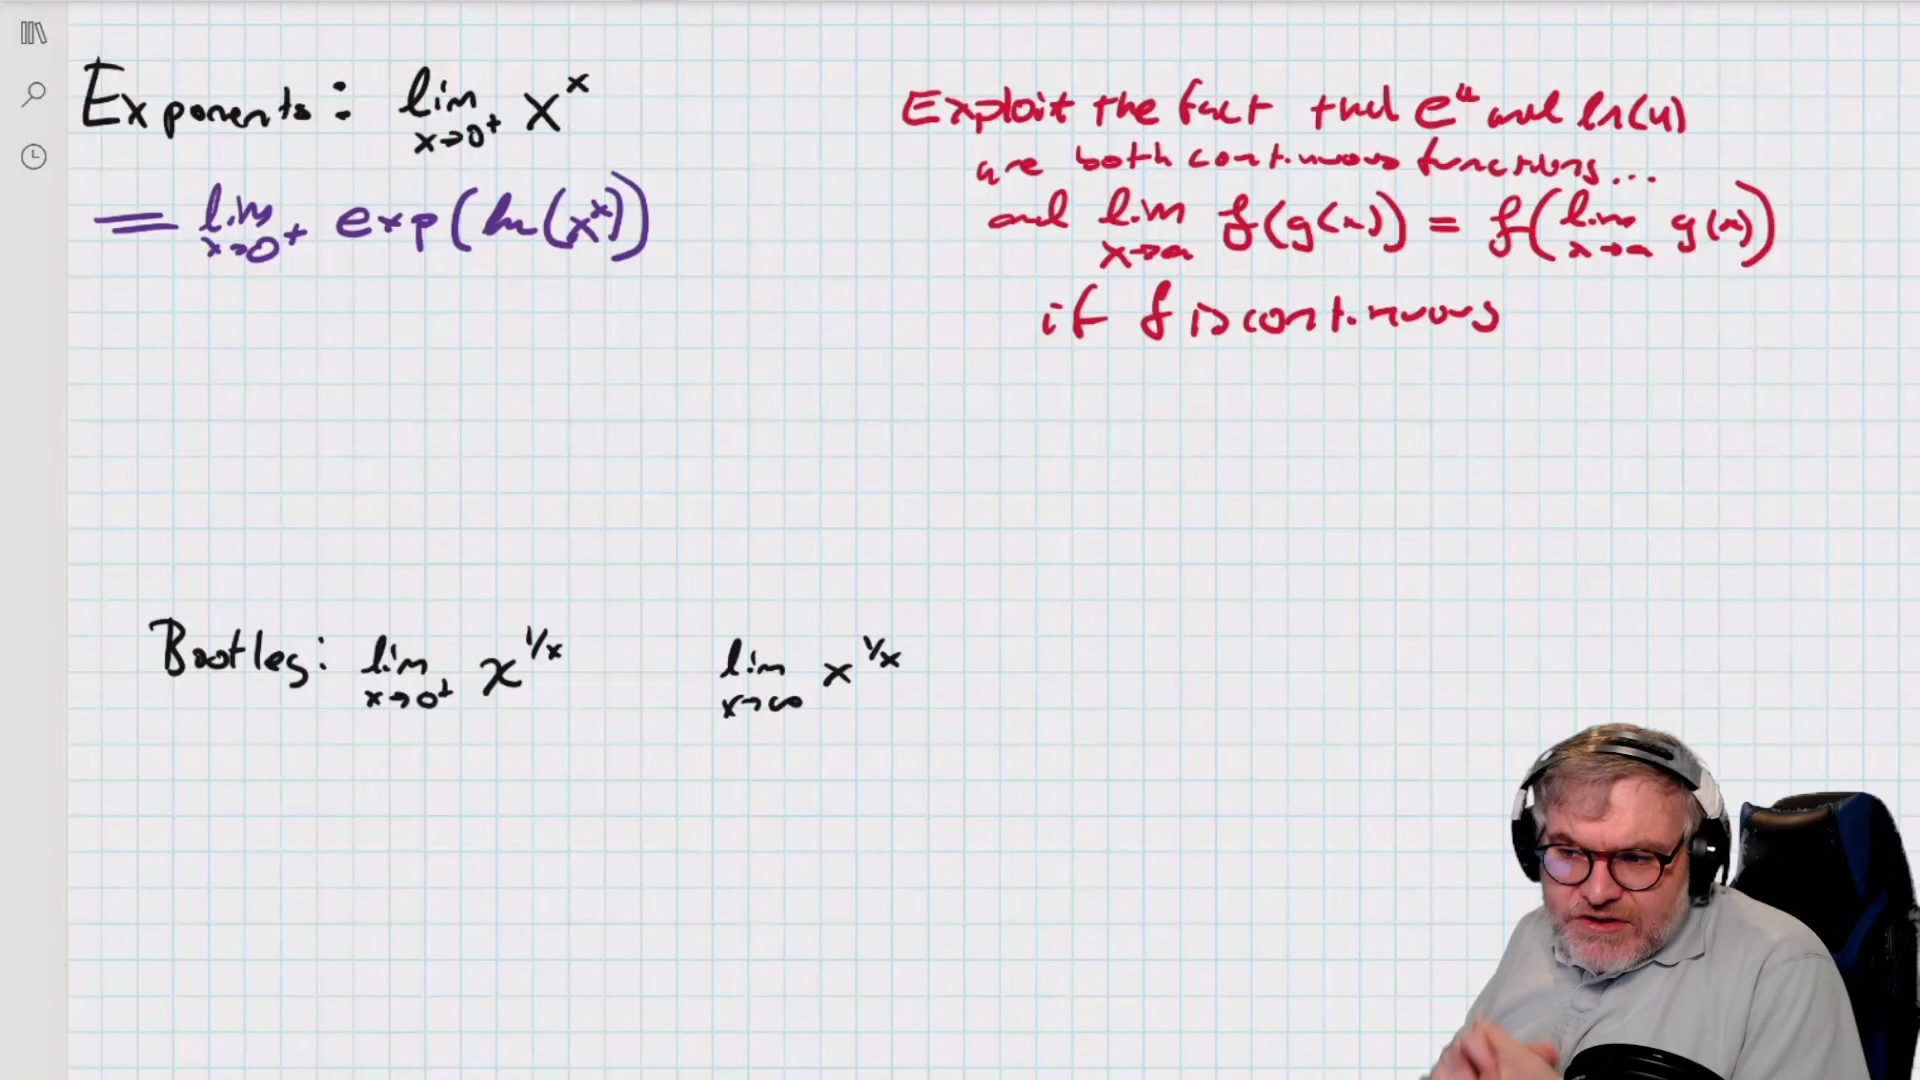 Exponents: lim x→0⁺ x^x
= lim x→0⁺ exp(ln(x^x))
Exploit the fact that e^u and ln(u)
are both continuous functions...
and lim x→a f(g(x)) = f(lim x→a g(x))
if f is continuous
Bootleg: lim x→0⁺ x^1/x    lim x→∞ x^1/x